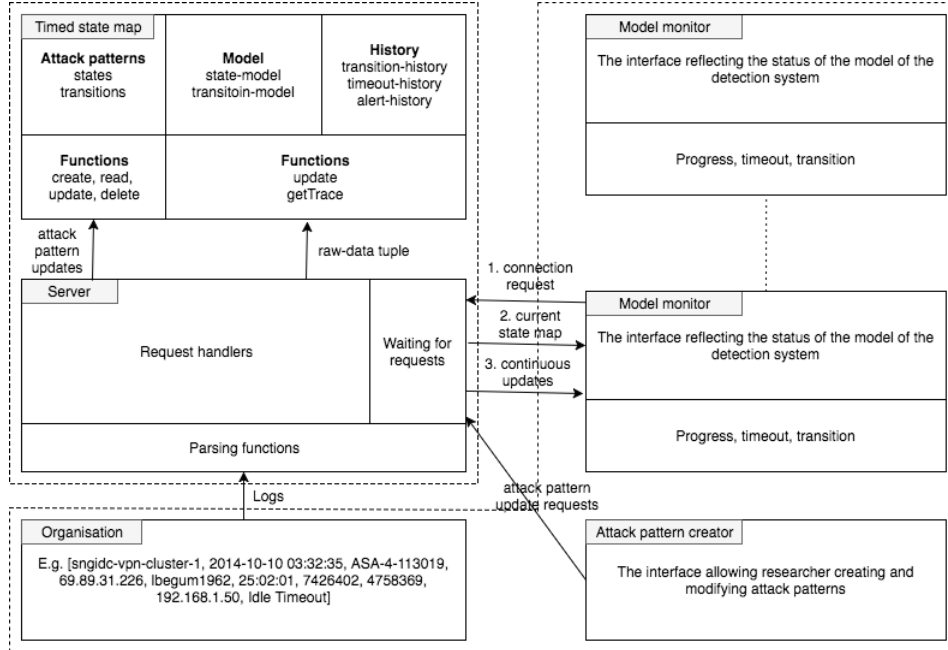 Timed state map
Attack patterns
states
transitions
Model
state-model
transitoin-model
History
transition-history
timeout-history
alert-history
Functions
create, read,
update, delete
Functions
update
getTrace
attack
pattern
updates
raw-data tuple
Server
Request handlers
Waiting for
requests
Parsing functions
Logs
Organisation
E.g. [sngidc-vpn-cluster-1, 2014-10-10 03:32:35, ASA-4-113019,
69.89.31.226, lbegum1962, 25:02:01, 7426402, 4758369,
192.168.1.50, Idle Timeout]
Model monitor
The interface reflecting the status of the model of the
detection system
Progress, timeout, transition
1. connection
request
2. current
state map
3. continuous
updates
Model monitor
The interface reflecting the status of the model of the
detection system
Progress, timeout, transition
attack pattern
update requests
Attack pattern creator
The interface allowing researcher creating and
modifying attack patterns